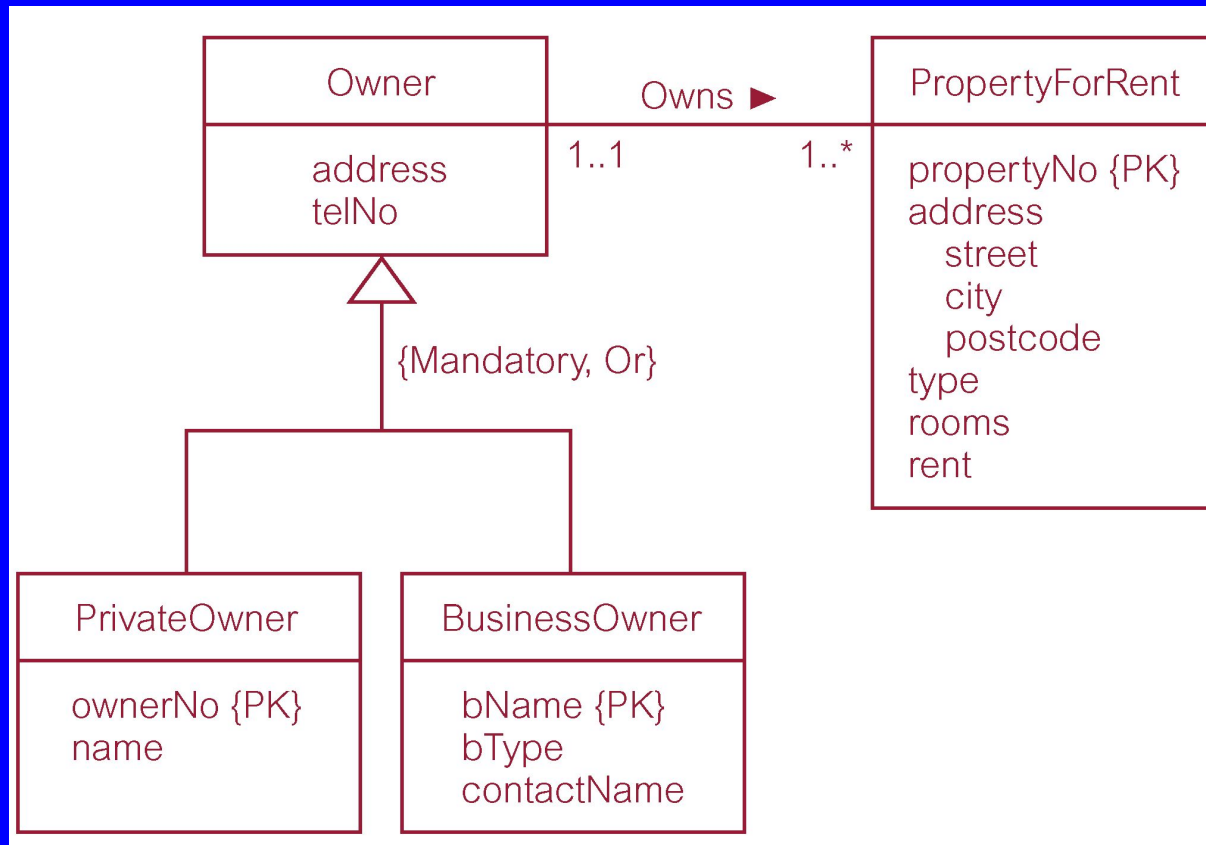 Owner
address
telNo
Owns ►
1..1
1..*
PropertyForRent
propertyNo {PK}
address
street
city
postcode
type
rooms
rent
{Mandatory, Or}
PrivateOwner
ownerNo {PK}
name
BusinessOwner
bName {PK}
bType
contactName